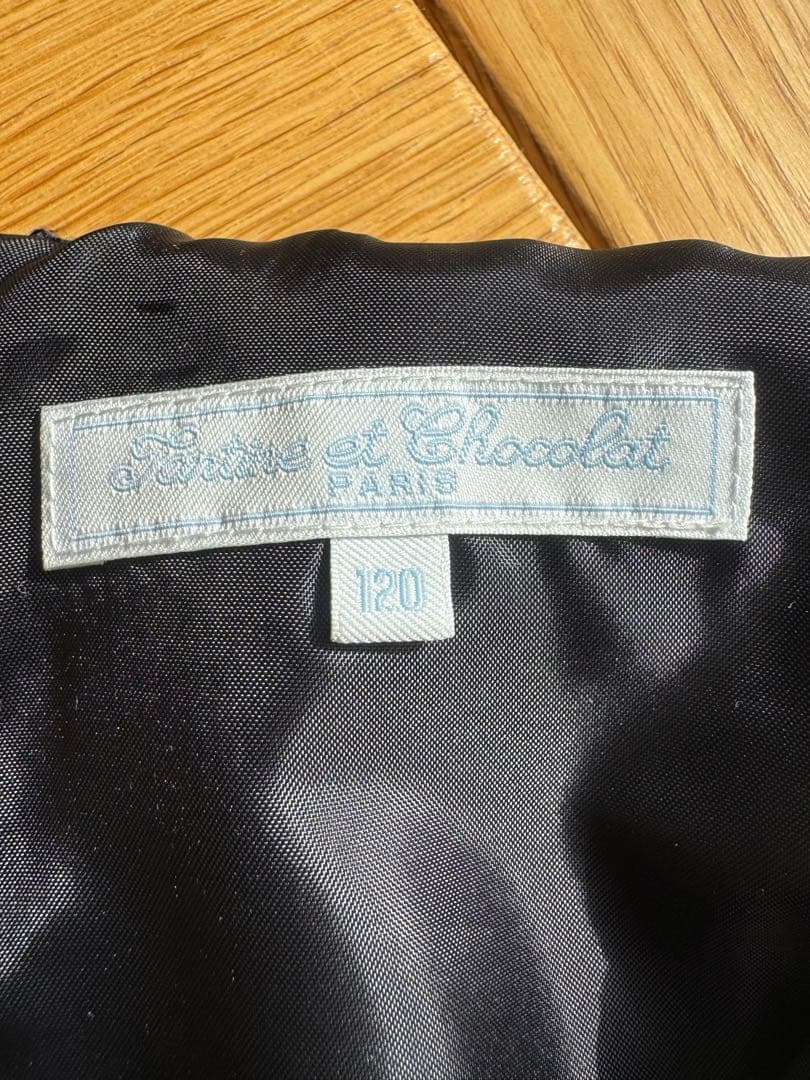 Tartine et Chocolat
PARIS
120